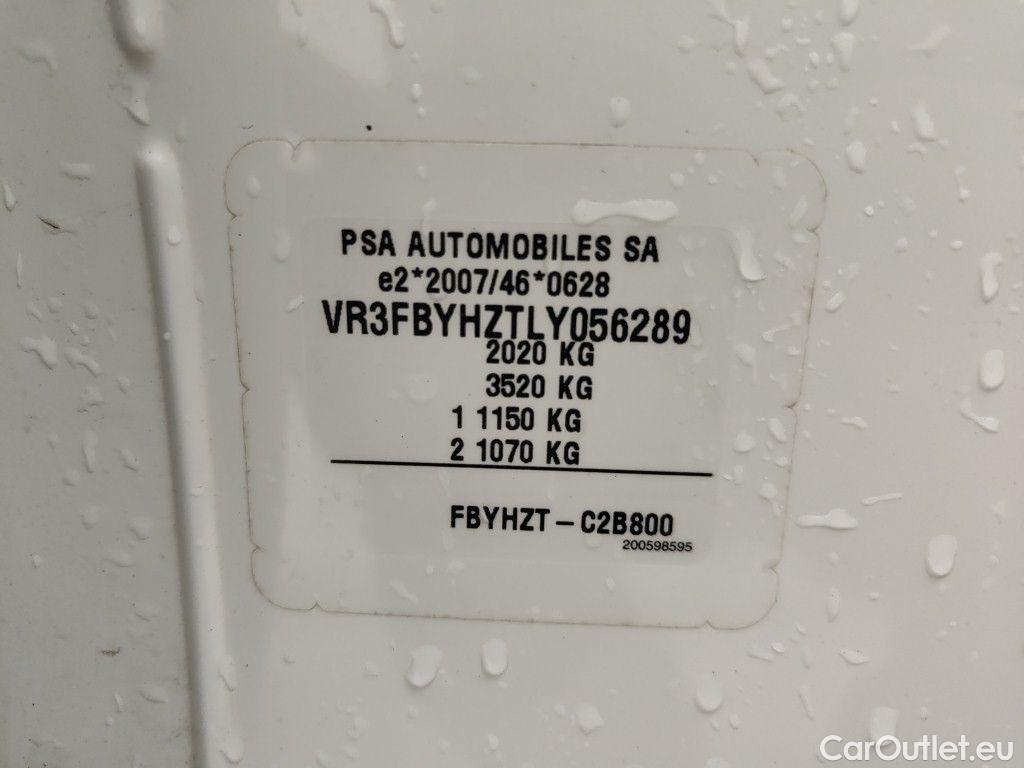 PSA AUTOMOBILES SA
e2*2007/46*0628
VR3FBYHZTLY056289
2020 KG
3520 KG
1 1150 KG
2 1070 KG
FBYHZT – C2B800
200598595
CarOutlet.eu